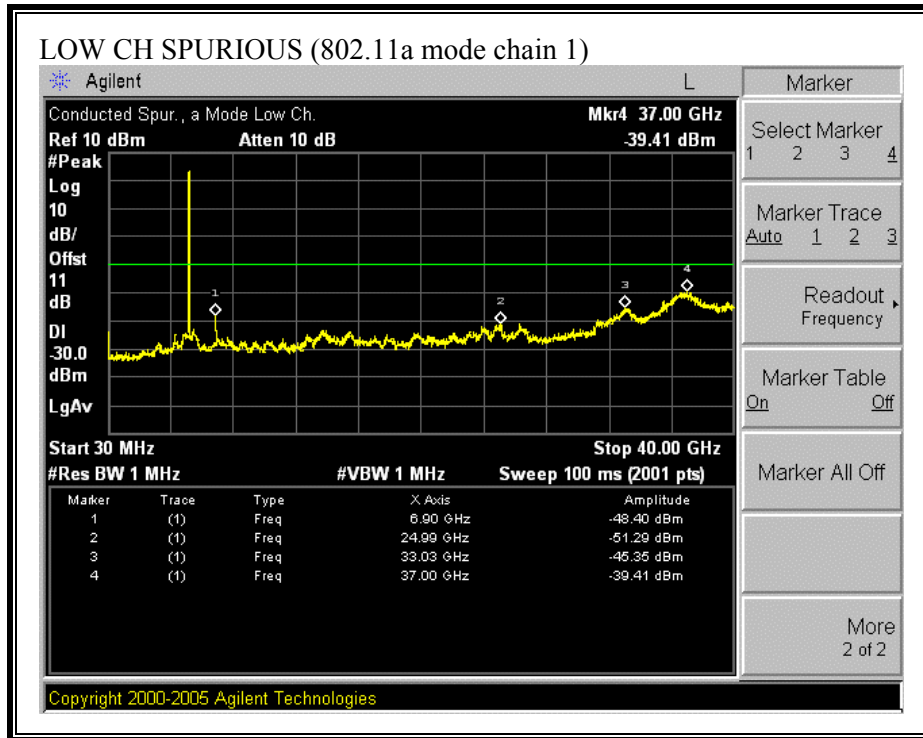 LOW CH SPURIOUS (802.11a mode chain 1)
Agilent L
Conducted Spur., a Mode Low Ch. Mkr4 37.00 GHz
Ref 10 dBm Atten 10 dB -39.41 dBm
#Peak
Log
10
dB/
Offst
11
dB
DI
-30.0
dBm
LgAv
1
2
3
4
Start 30 MHz Stop 40.00 GHz
#Res BW 1 MHz #VBW 1 MHz Sweep 100 ms (2001 pts)
Marker Trace Type X Axis Amplitude
1 (1) Freq 6.90 GHz -48.40 dBm
2 (1) Freq 24.99 GHz -51.29 dBm
3 (1) Freq 33.03 GHz -45.35 dBm
4 (1) Freq 37.00 GHz -39.41 dBm
Marker
Select Marker
1 2 3 4
Marker Trace
Auto 1 2 3
Readout
Frequency
Marker Table
On Off
Marker All Off
More
2 of 2
Copyright 2000-2005 Agilent Technologies